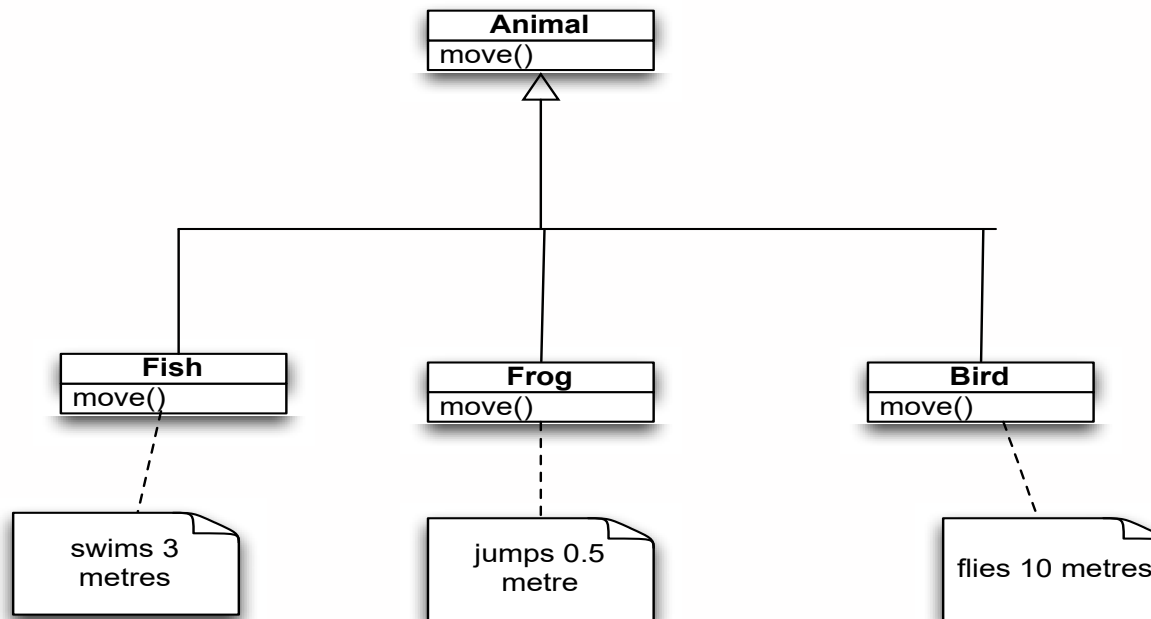 Animal
move()
Fish
move()
Frog
move()
Bird
move()
swims 3
metres
jumps 0.5
metre
flies 10 metres